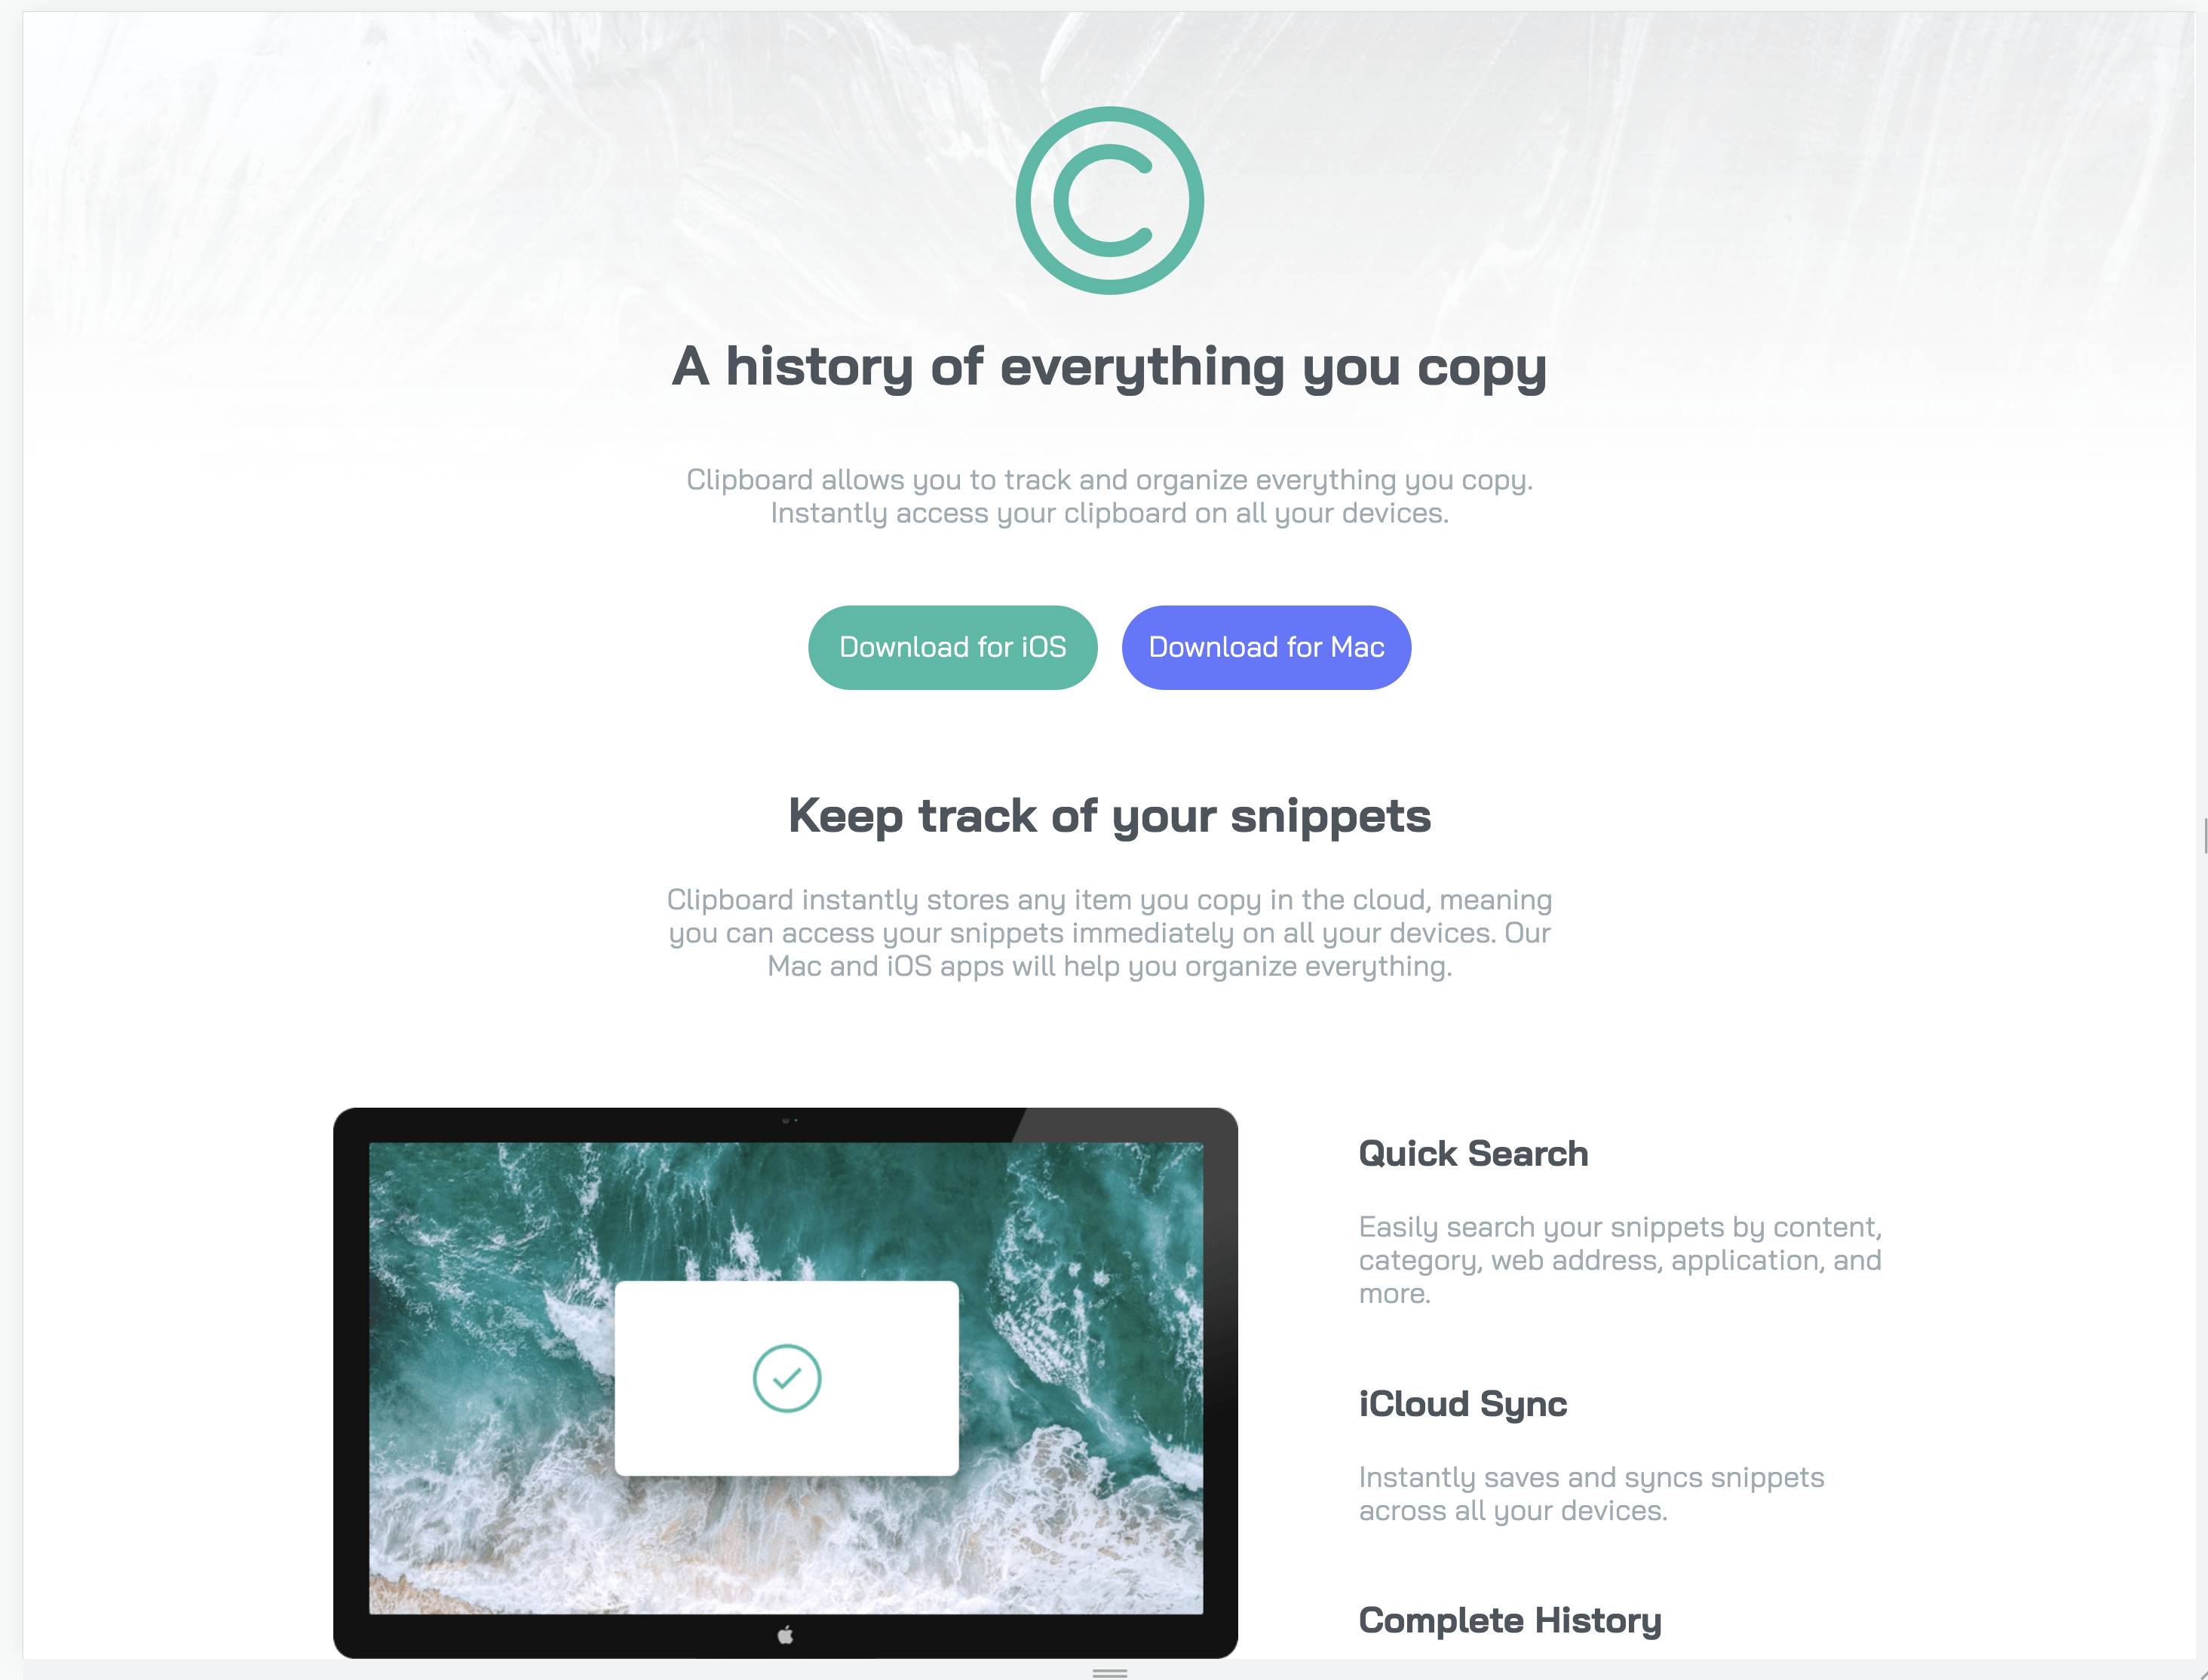 A history of everything you copy
Clipboard allows you to track and organize everything you copy.
Instantly access your clipboard on all your devices.
Download for iOS
Download for Mac
Keep track of your snippets
Clipboard instantly stores any item you copy in the cloud, meaning
you can access your snippets immediately on all your devices. Our
Mac and iOS apps will help you organize everything.
Quick Search
Easily search your snippets by content,
category, web address, application, and
more.
iCloud Sync
Instantly saves and syncs snippets
across all your devices.
Complete History